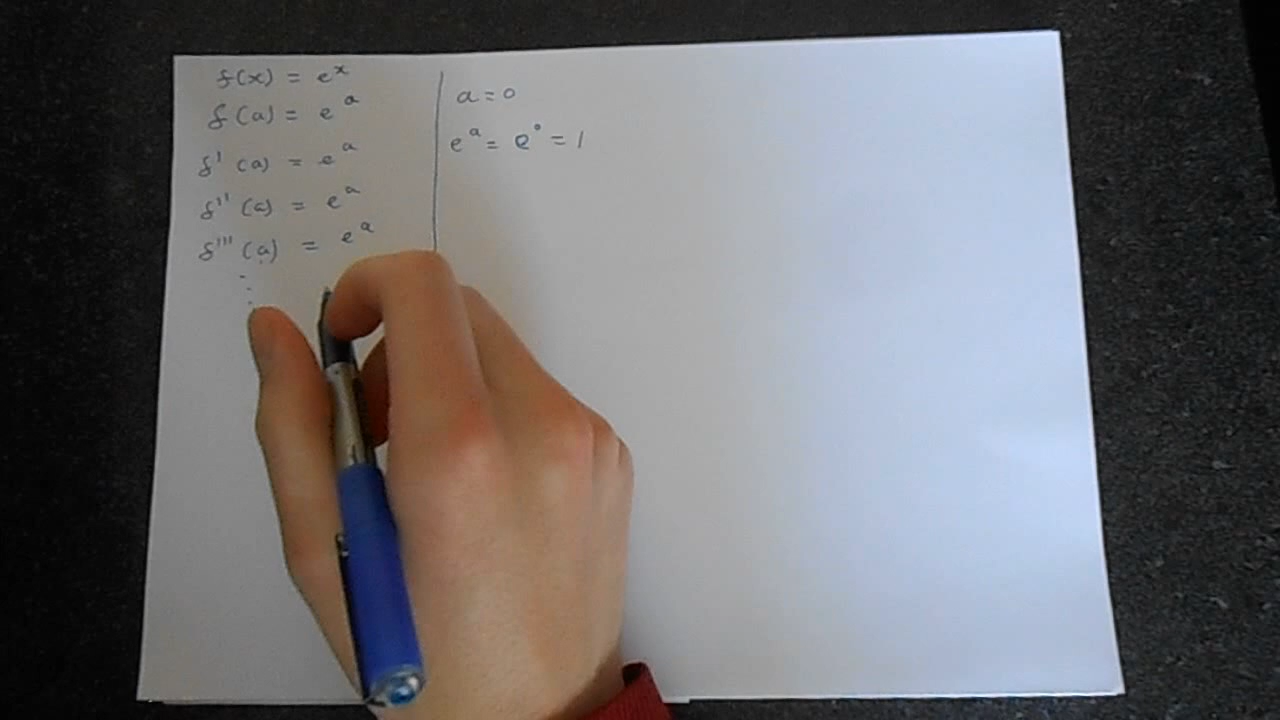 f(x) = e^x
f(a) = e^a
f'(a) = e^a
f''(a) = e^a
f'''(a) = e^a
⋮
a = 0
e^a = e^0 = 1